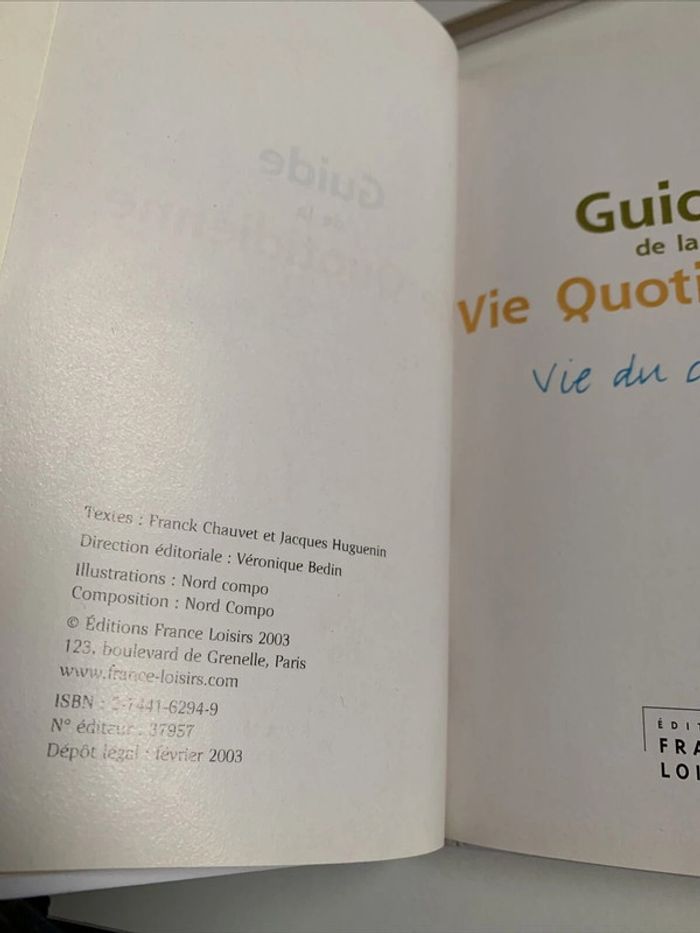 Textes : Franck Chauvet et Jacques Huguenin
Direction éditoriale : Véronique Bedin
Illustrations : Nord compo
Composition : Nord Compo
© Éditions France Loisirs 2003
123, boulevard de Grenelle, Paris
www.france-loisirs.com
ISBN : 2-7441-6294-9
N° éditeur : 37957
Dépôt légal : février 2003
Guid
de la
Vie Quoti
Vie du c
ÉDIT
FRA
LOI